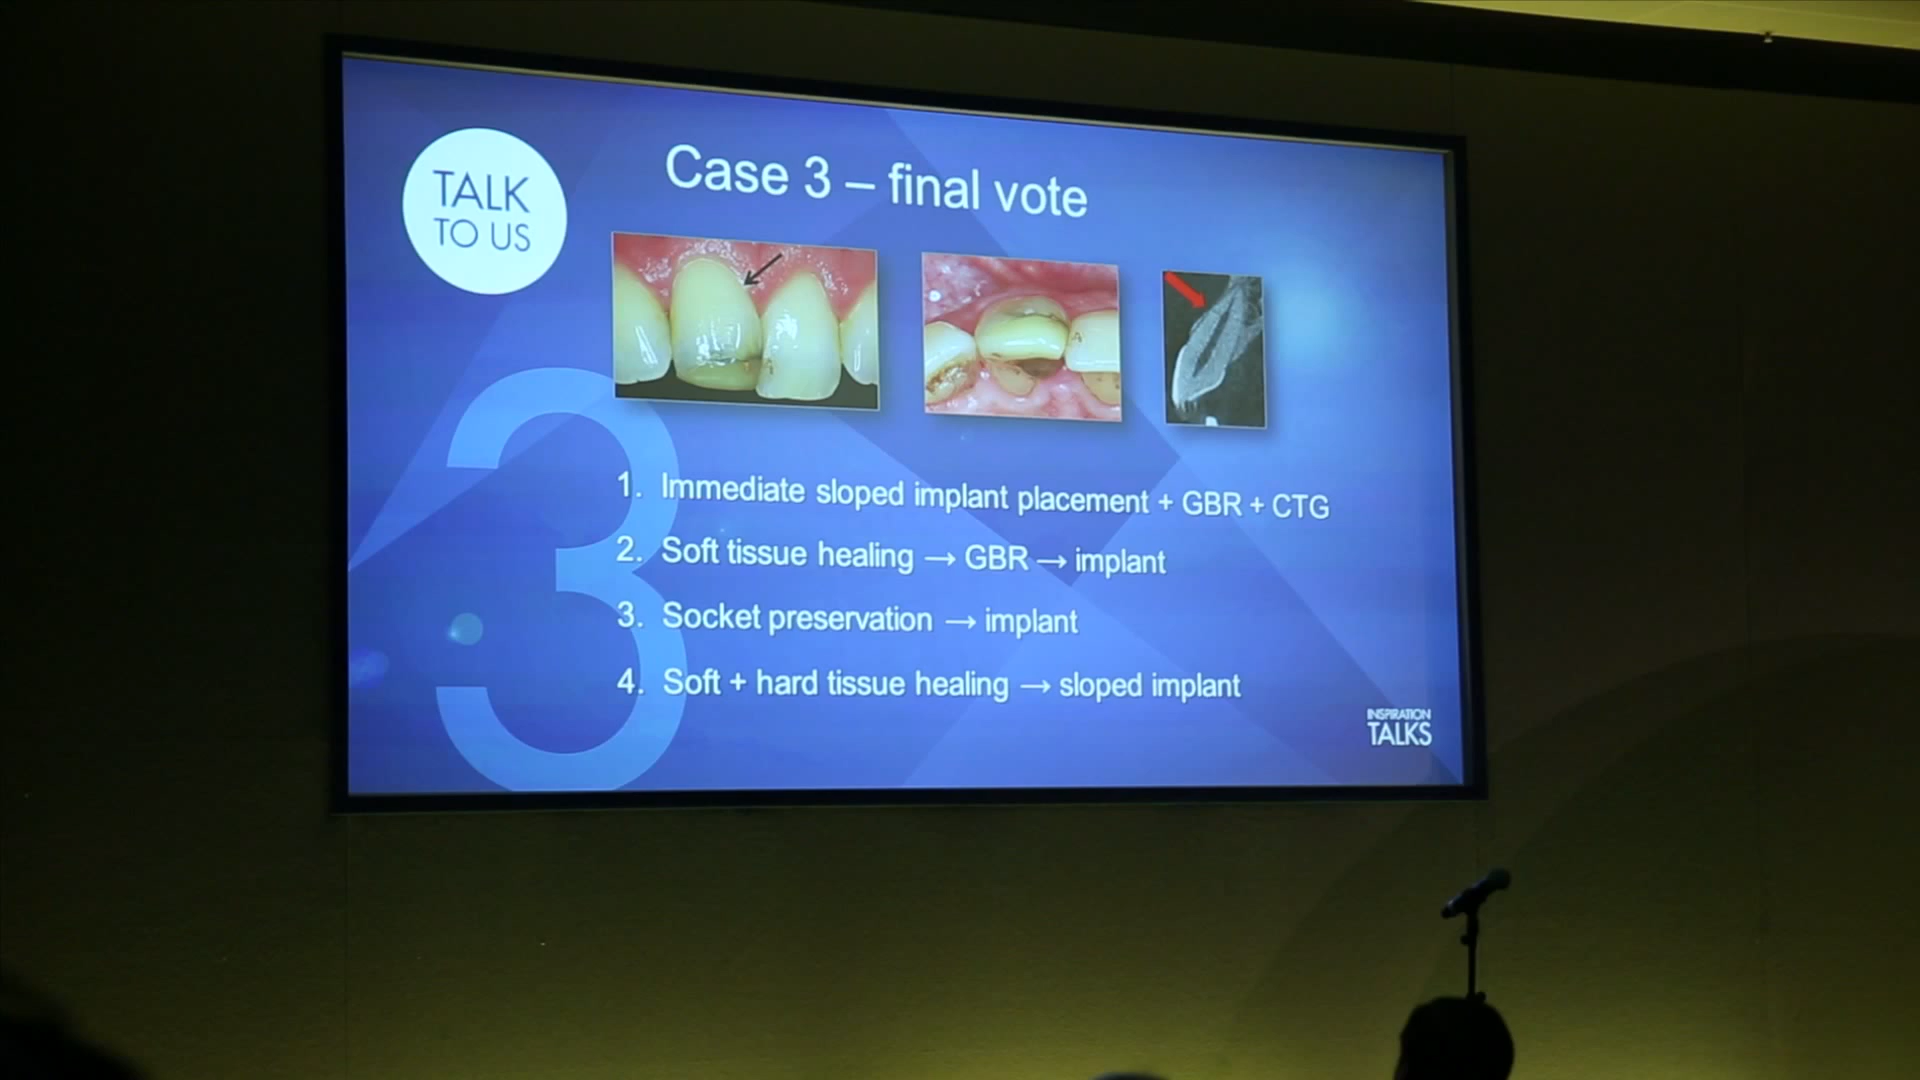 TALK
TO US
Case 3 – final vote
3
1. Immediate sloped implant placement + GBR + CTG
2. Soft tissue healing → GBR → implant
3. Socket preservation → implant
4. Soft + hard tissue healing → sloped implant
INSPIRATION
TALKS